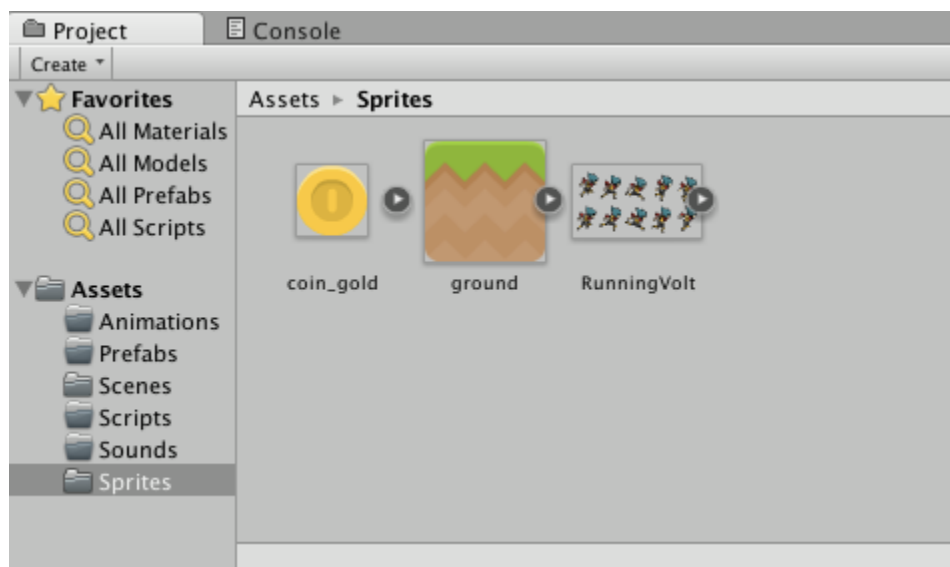 Project
Console
Create
Favorites
All Materials
All Models
All Prefabs
All Scripts
Assets
Animations
Prefabs
Scenes
Scripts
Sounds
Sprites
Assets Sprites
coin_gold
ground
RunningVolt